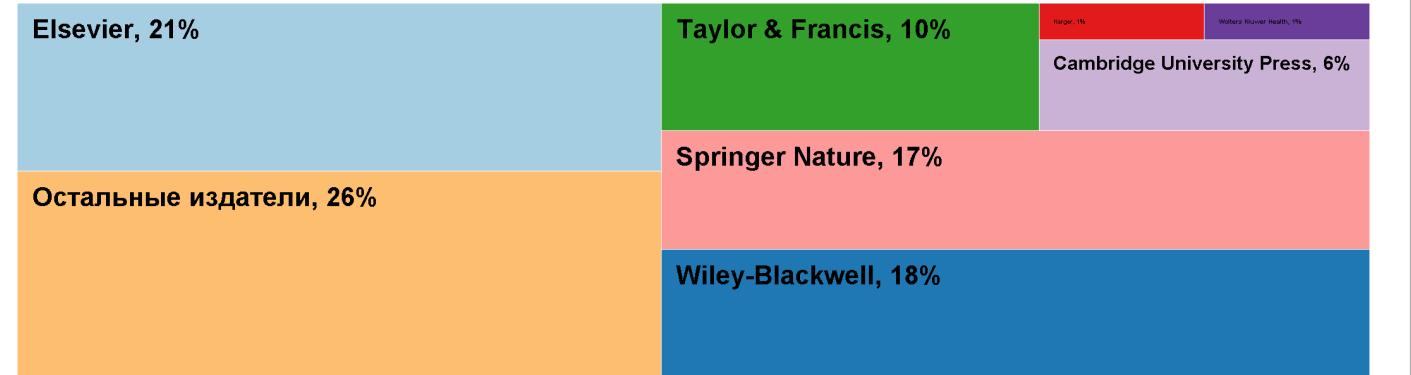 Elsevier, 21%
Остальные издатели, 26%
Taylor & Francis, 10%
Karger, 1%
Wolters Kluwer Health, 1%
Cambridge University Press, 6%
Springer Nature, 17%
Wiley-Blackwell, 18%